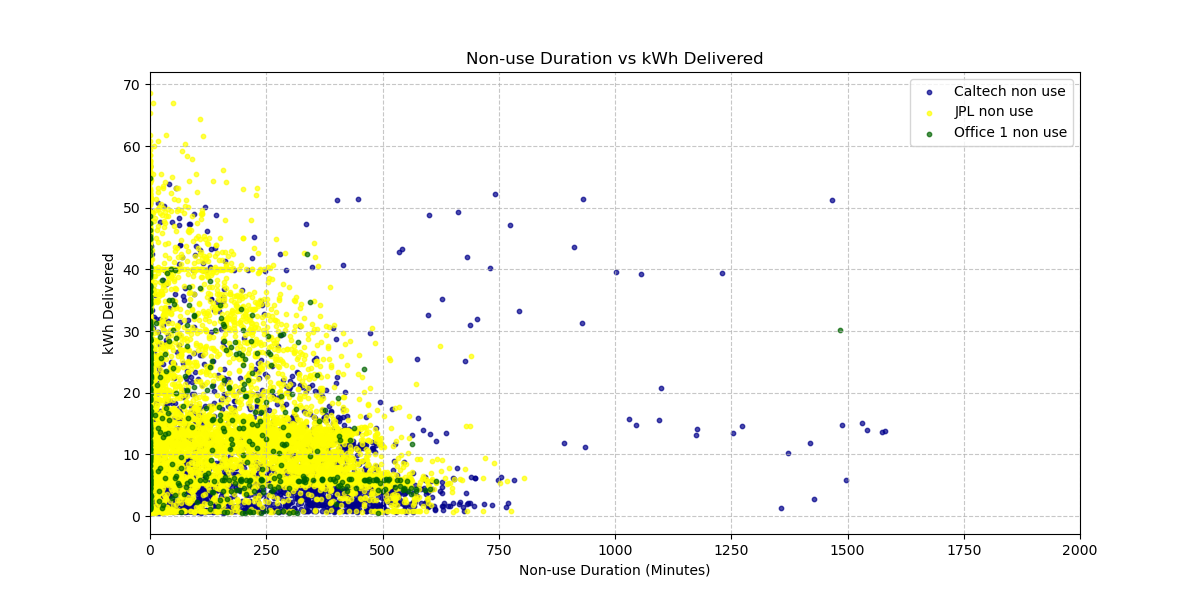 Non-use Duration vs kWh Delivered
Caltech non use
JPL non use
Office 1 non use
kWh Delivered
70
60
50
40
30
20
10
0
0 250 500 750 1000 1250 1500 1750 2000
Non-use Duration (Minutes)